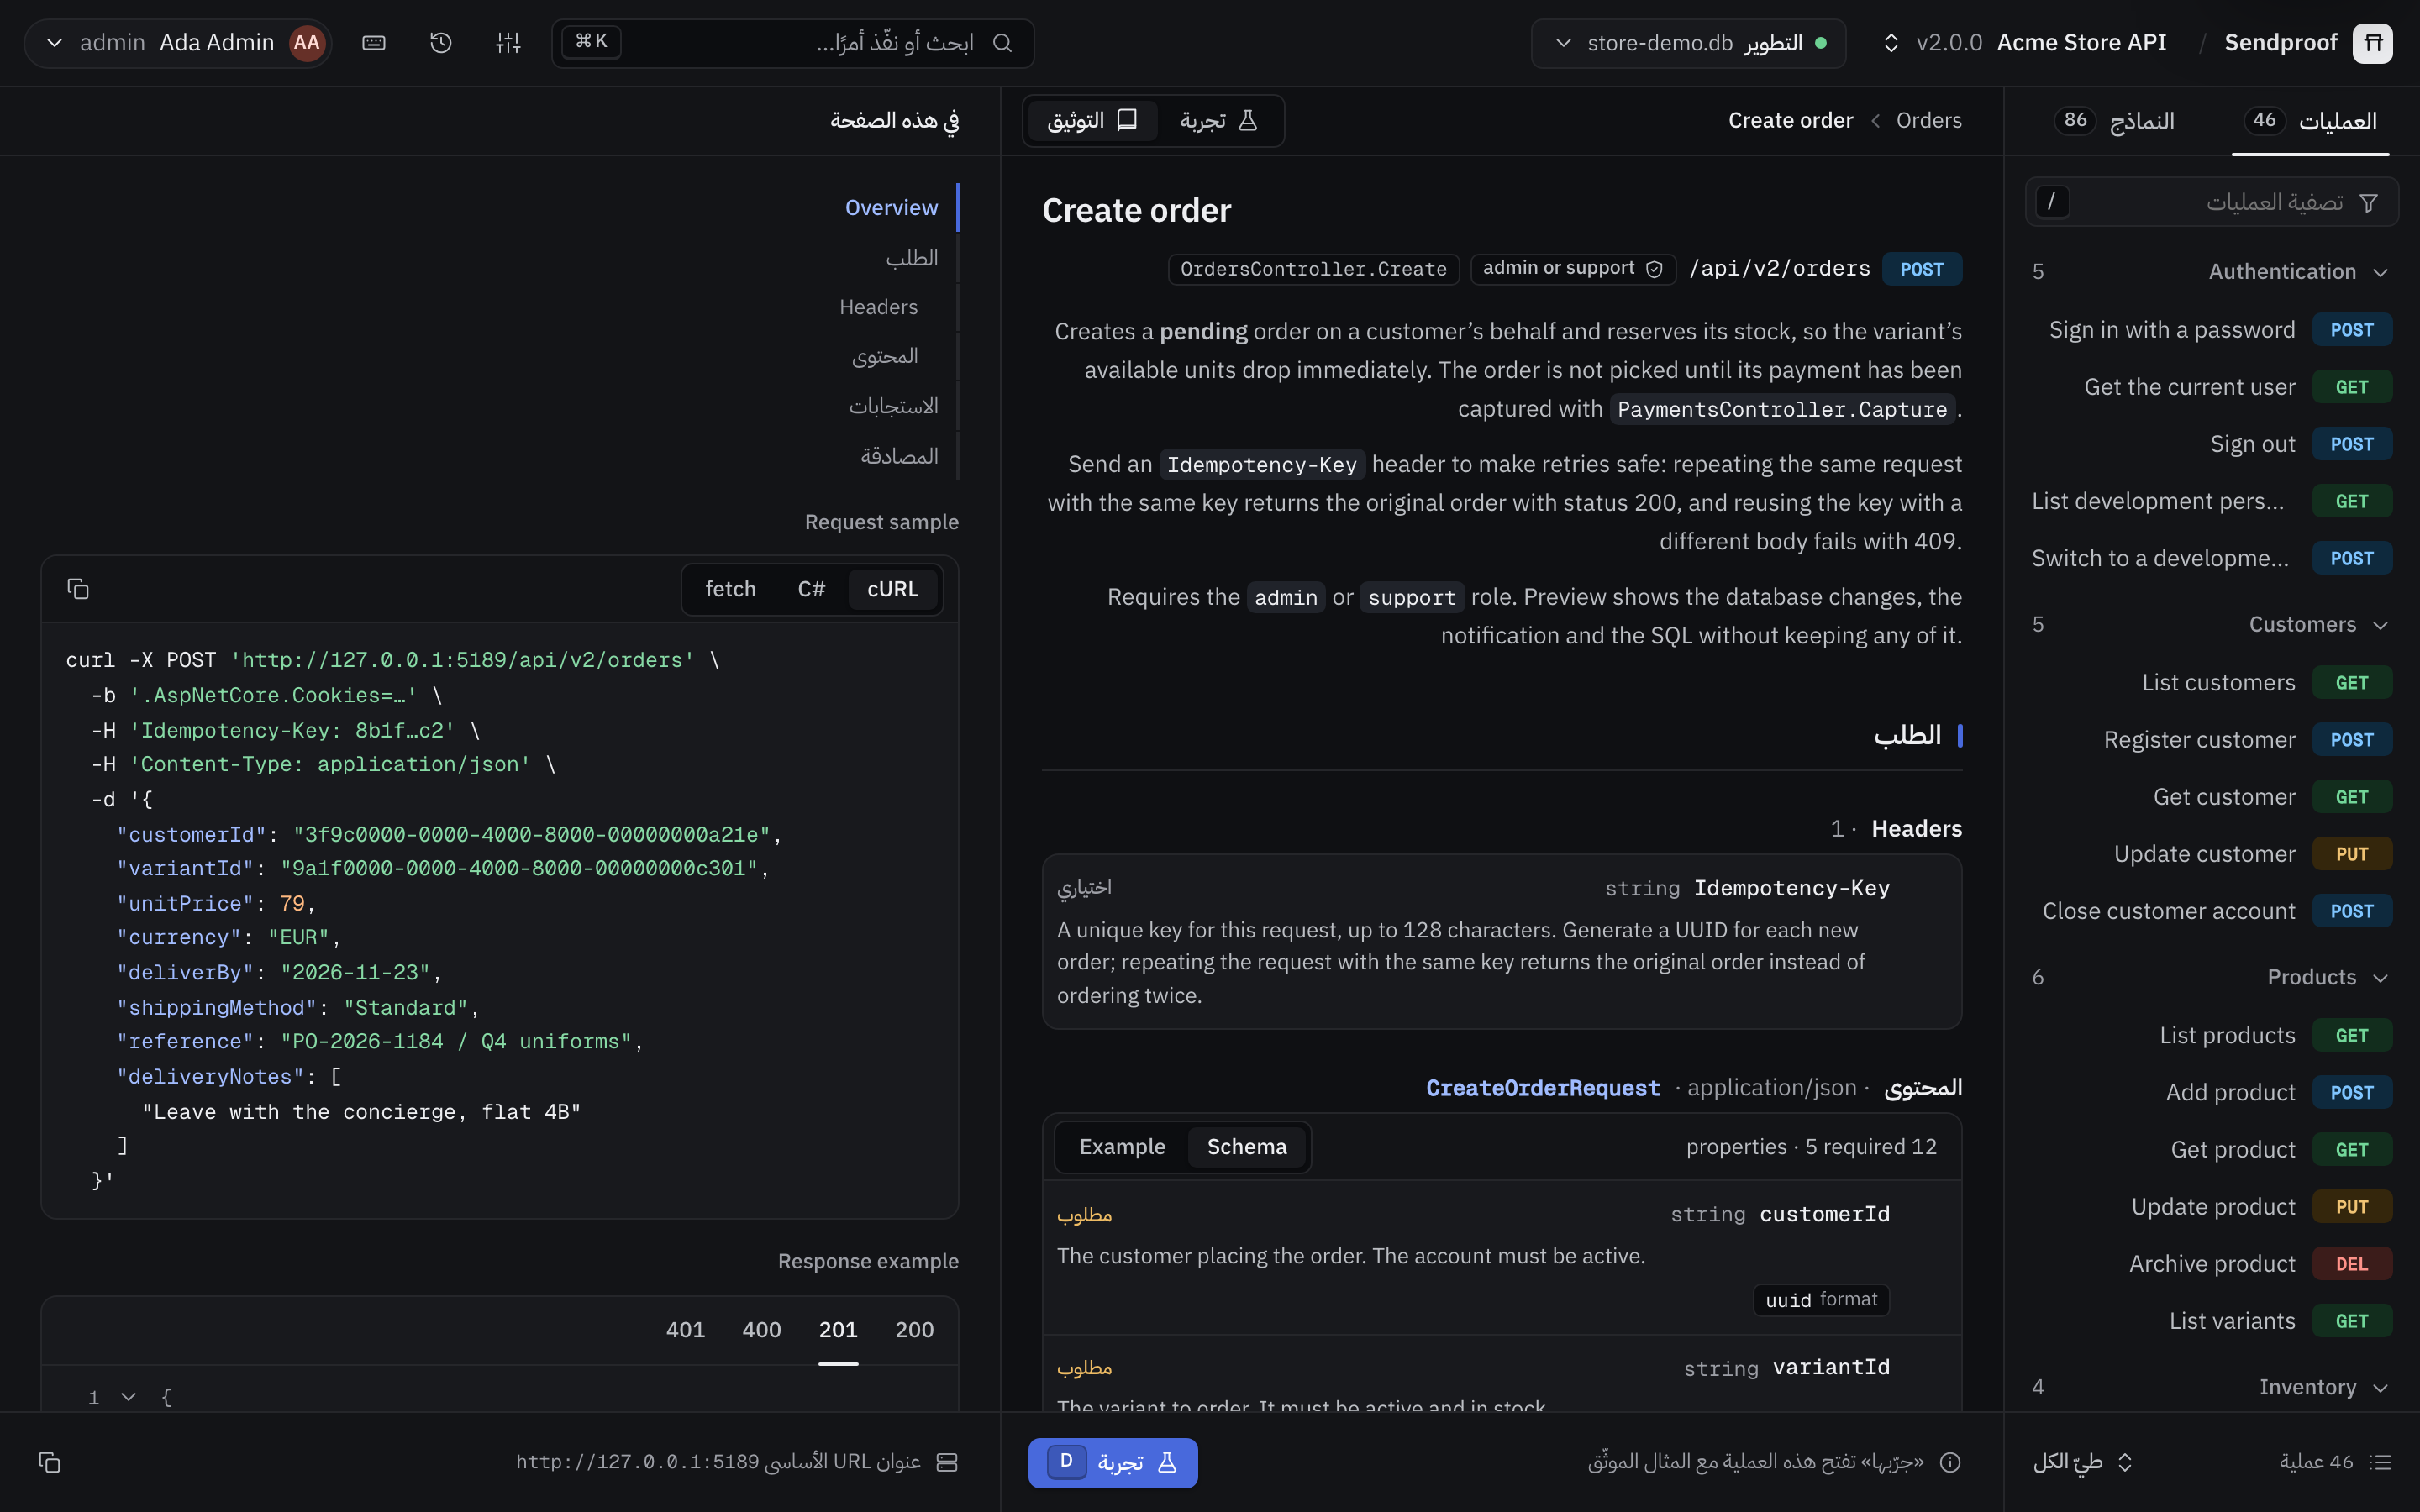 Sendproof / Acme Store API v2.0.0
التطوير store-demo.db
ابحث أو نفّذ أمرًا... ⌘K
AA Ada Admin admin
العمليات 46
النماذج 86
تصفية العمليات /
Authentication 5
POST Sign in with a password
GET Get the current user
POST Sign out
GET List development pers...
POST Switch to a developme...
Customers 5
GET List customers
POST Register customer
GET Get customer
PUT Update customer
POST Close customer account
Products 6
GET List products
POST Add product
GET Get product
PUT Update product
DEL Archive product
GET List variants
Inventory 4
46 عملية
طيّ الكل
Orders Create order
تجربة
التوثيق
Create order
POST /api/v2/orders admin or support OrdersController.Create
Creates a pending order on a customer’s behalf and reserves its stock, so the variant’s
available units drop immediately. The order is not picked until its payment has been
captured with PaymentsController.Capture.
Send an Idempotency-Key header to make retries safe: repeating the same request
with the same key returns the original order with status 200, and reusing the key with a
different body fails with 409.
Requires the admin or support role. Preview shows the database changes, the
notification and the SQL without keeping any of it.
الطلب
Headers · 1
Idempotency-Key string اختياري
A unique key for this request, up to 128 characters. Generate a UUID for each new
order; repeating the request with the same key returns the original order instead of
ordering twice.
المحتوى · application/json · CreateOrderRequest
properties · 5 required 12
Schema Example
customerId string مطلوب
The customer placing the order. The account must be active.
uuid format
variantId string مطلوب
The variant to order. It must be active and in stock
«جرّبها» تفتح هذه العملية مع المثال الموثّق
تجربة D
في هذه الصفحة
Overview
الطلب
Headers
المحتوى
الاستجابات
المصادقة
Request sample
cURL C# fetch
curl -X POST 'http://127.0.0.1:5189/api/v2/orders' \
-b '.AspNetCore.Cookies=…' \
-H 'Idempotency-Key: 8b1f…c2' \
-H 'Content-Type: application/json' \
-d '{
"customerId": "3f9c0000-0000-4000-8000-00000000a21e",
"variantId": "9a1f0000-0000-4000-8000-00000000c301",
"unitPrice": 79,
"currency": "EUR",
"deliverBy": "2026-11-23",
"shippingMethod": "Standard",
"reference": "PO-2026-1184 / Q4 uniforms",
"deliveryNotes": [
"Leave with the concierge, flat 4B"
]
}'
Response example
200 201 400 401
1 {
عنوان URL الأساسي http://127.0.0.1:5189